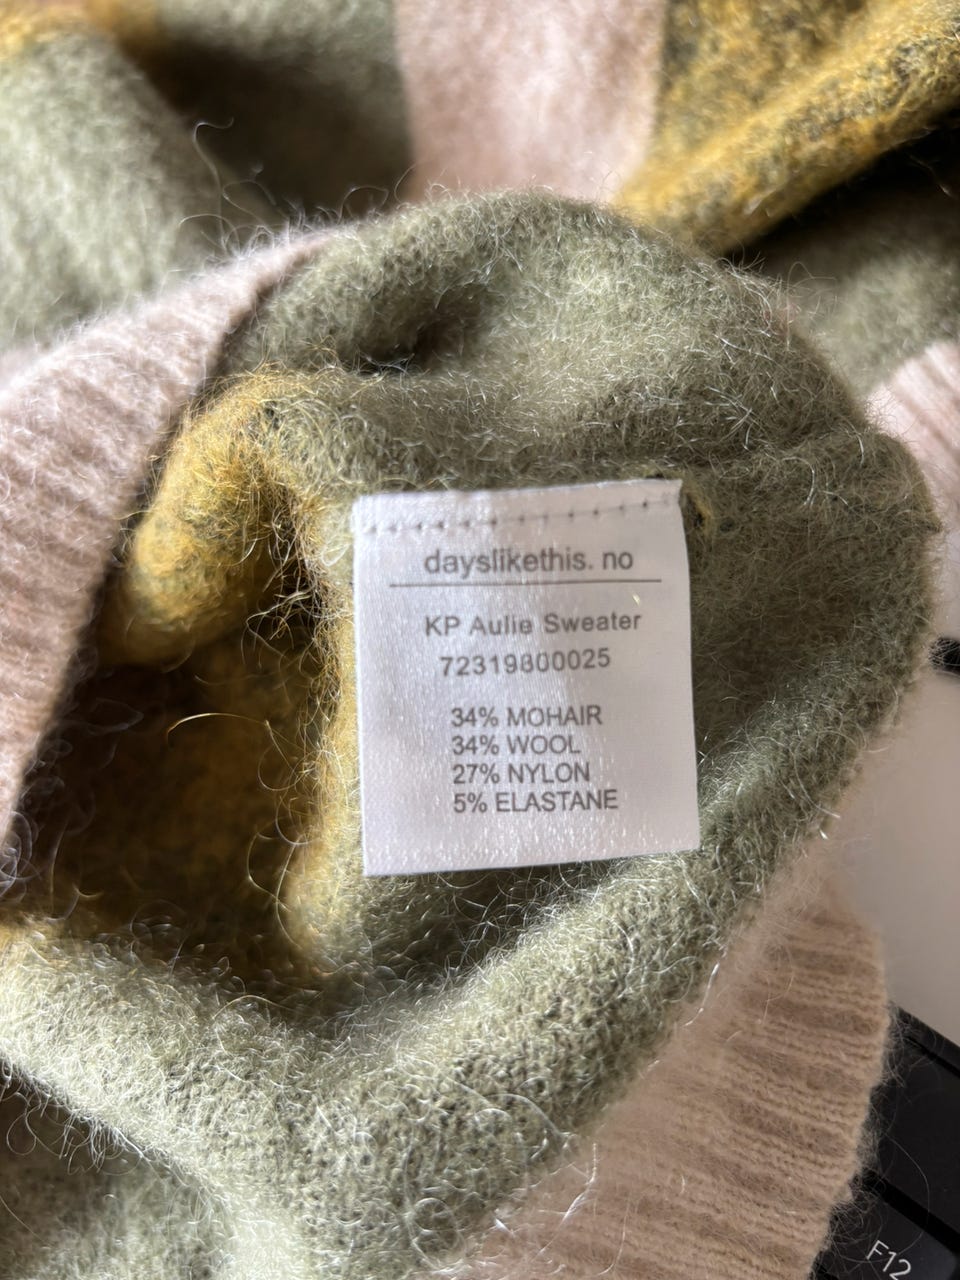 dayslikethis. no
KP Aulie Sweater
72319800025
34% MOHAIR
34% WOOL
27% NYLON
5% ELASTANE
F12